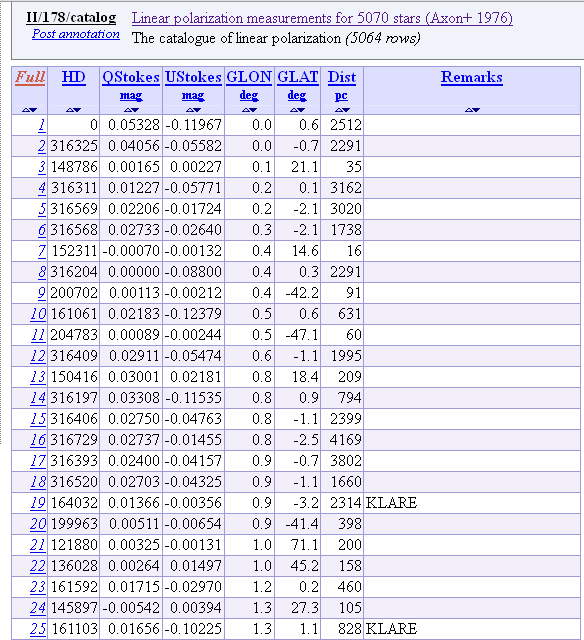 II/178/catalog Linear polarization measurements for 5070 stars (Axon+ 1976)
Post annotation The catalogue of linear polarization (5064 rows)
Full HD QStokes UStokes GLON GLAT Dist Remarks
mag mag deg deg pc
1 0 0.05328 -0.11967 0.0 0.6 2512
2 316325 0.04056 -0.05582 0.0 -0.7 2291
3 148786 0.00165 0.00227 0.1 21.1 35
4 316311 0.01227 -0.05771 0.2 0.1 3162
5 316569 0.02206 -0.01724 0.2 -2.1 3020
6 316568 0.02733 -0.02640 0.3 -2.1 1738
7 152311 -0.00070 -0.00132 0.4 14.6 16
8 316204 0.00000 -0.08800 0.4 0.3 2291
9 200702 0.00113 -0.00212 0.4 -42.2 91
10 161061 0.02183 -0.12379 0.5 0.6 631
11 204783 0.00089 -0.00244 0.5 -47.1 60
12 316409 0.02911 -0.05474 0.6 -1.1 1995
13 150416 0.03001 0.02181 0.8 18.4 209
14 316197 0.03308 -0.11535 0.8 0.9 794
15 316406 0.02750 -0.04763 0.8 -1.1 2399
16 316729 0.02737 -0.01455 0.8 -2.5 4169
17 316393 0.02400 -0.04157 0.9 -0.7 3802
18 316520 0.02703 -0.04325 0.9 -1.1 1660
19 164032 0.01366 -0.00356 0.9 -3.2 2314 KLARE
20 199963 0.00511 -0.00654 0.9 -41.4 398
21 121880 0.00325 -0.00131 1.0 71.1 200
22 136028 0.00264 0.01497 1.0 45.2 158
23 161592 0.01715 -0.02970 1.2 0.2 460
24 145897 -0.00542 0.00394 1.3 27.3 105
25 161103 0.01656 -0.10225 1.3 1.1 828 KLARE